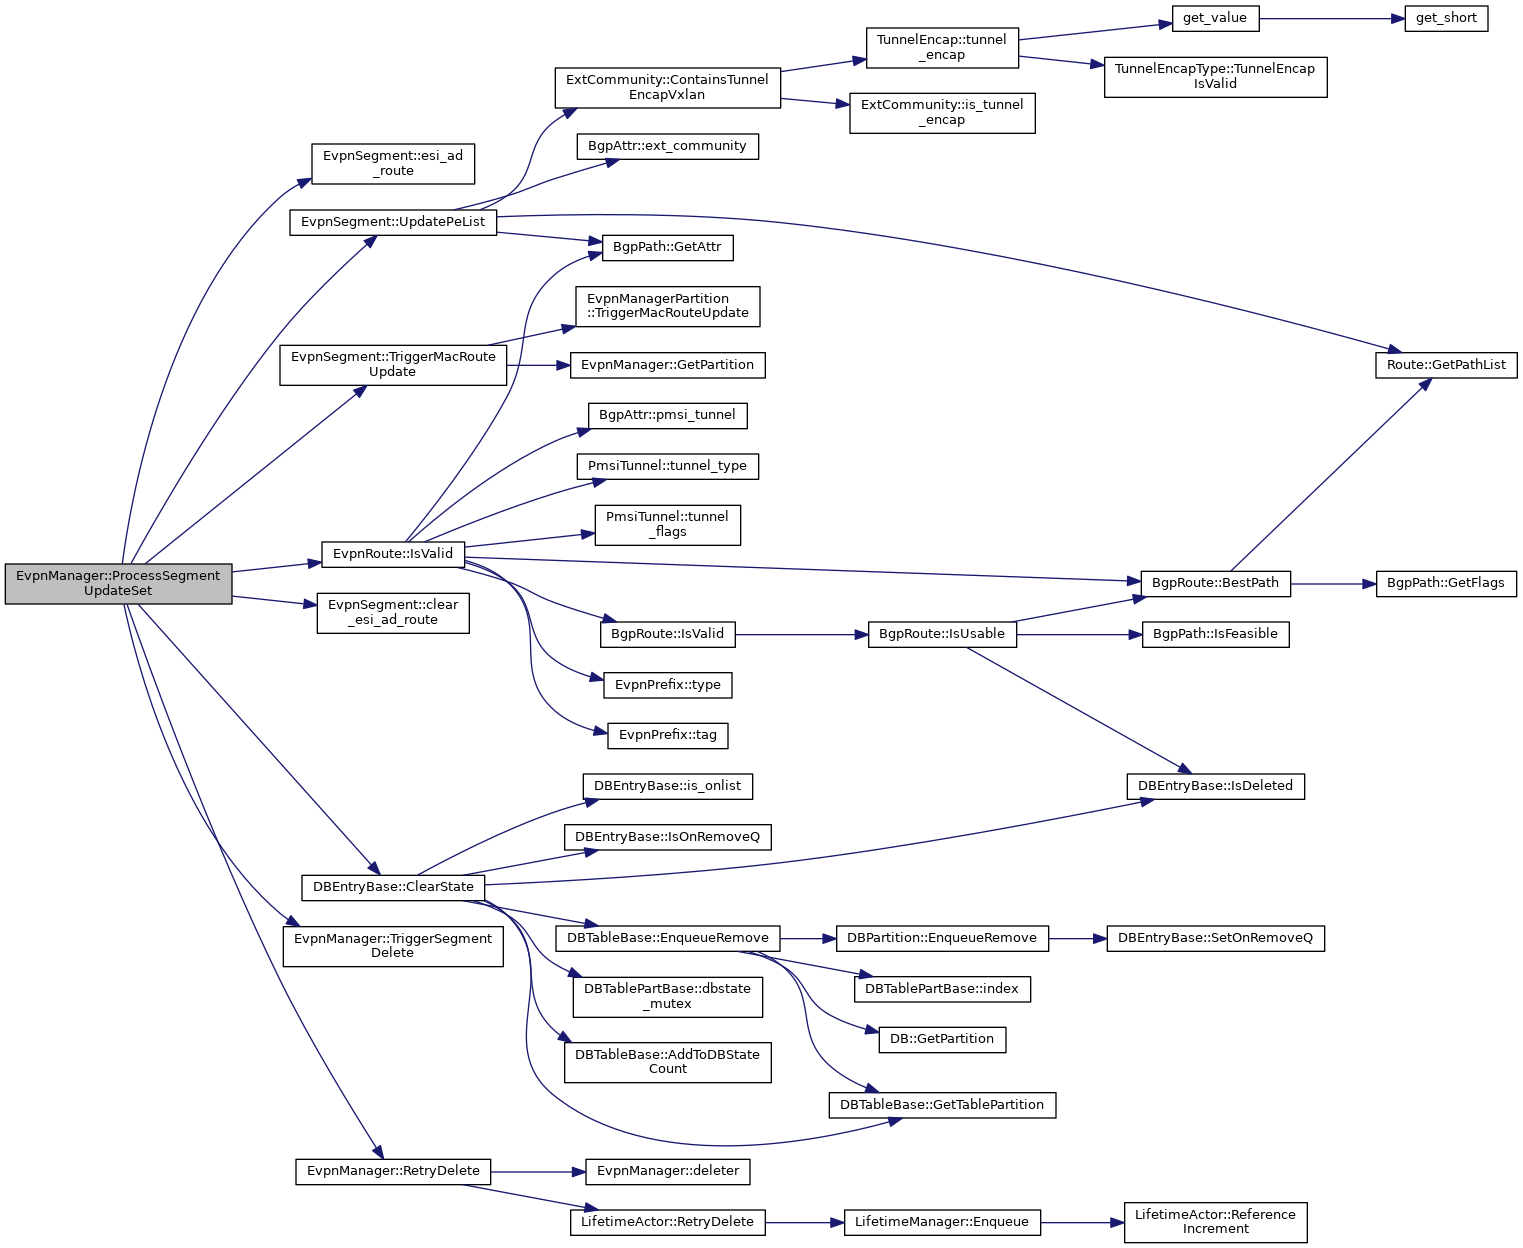 get_value
get_short
TunnelEncap::tunnel
_encap
TunnelEncapType::TunnelEncap
IsValid
ExtCommunity::ContainsTunnel
EncapVxlan
ExtCommunity::is_tunnel
_encap
BgpAttr::ext_community
EvpnSegment::esi_ad
_route
EvpnSegment::UpdatePeList
BgpPath::GetAttr
EvpnManagerPartition
::TriggerMacRouteUpdate
EvpnSegment::TriggerMacRoute
Update
EvpnManager::GetPartition
Route::GetPathList
BgpAttr::pmsi_tunnel
PmsiTunnel::tunnel_type
PmsiTunnel::tunnel
_flags
EvpnRoute::IsValid
EvpnManager::ProcessSegment
UpdateSet
BgpRoute::BestPath
BgpPath::GetFlags
EvpnSegment::clear
_esi_ad_route
BgpRoute::IsValid
BgpRoute::IsUsable
BgpPath::IsFeasible
EvpnPrefix::type
EvpnPrefix::tag
DBEntryBase::is_onlist
DBEntryBase::IsDeleted
DBEntryBase::IsOnRemoveQ
DBEntryBase::ClearState
EvpnManager::TriggerSegment
Delete
DBTableBase::EnqueueRemove
DBPartition::EnqueueRemove
DBEntryBase::SetOnRemoveQ
DBTablePartBase::dbstate
_mutex
DBTablePartBase::index
DB::GetPartition
DBTableBase::AddToDBState
Count
DBTableBase::GetTablePartition
EvpnManager::RetryDelete
EvpnManager::deleter
LifetimeActor::RetryDelete
LifetimeManager::Enqueue
LifetimeActor::Reference
Increment